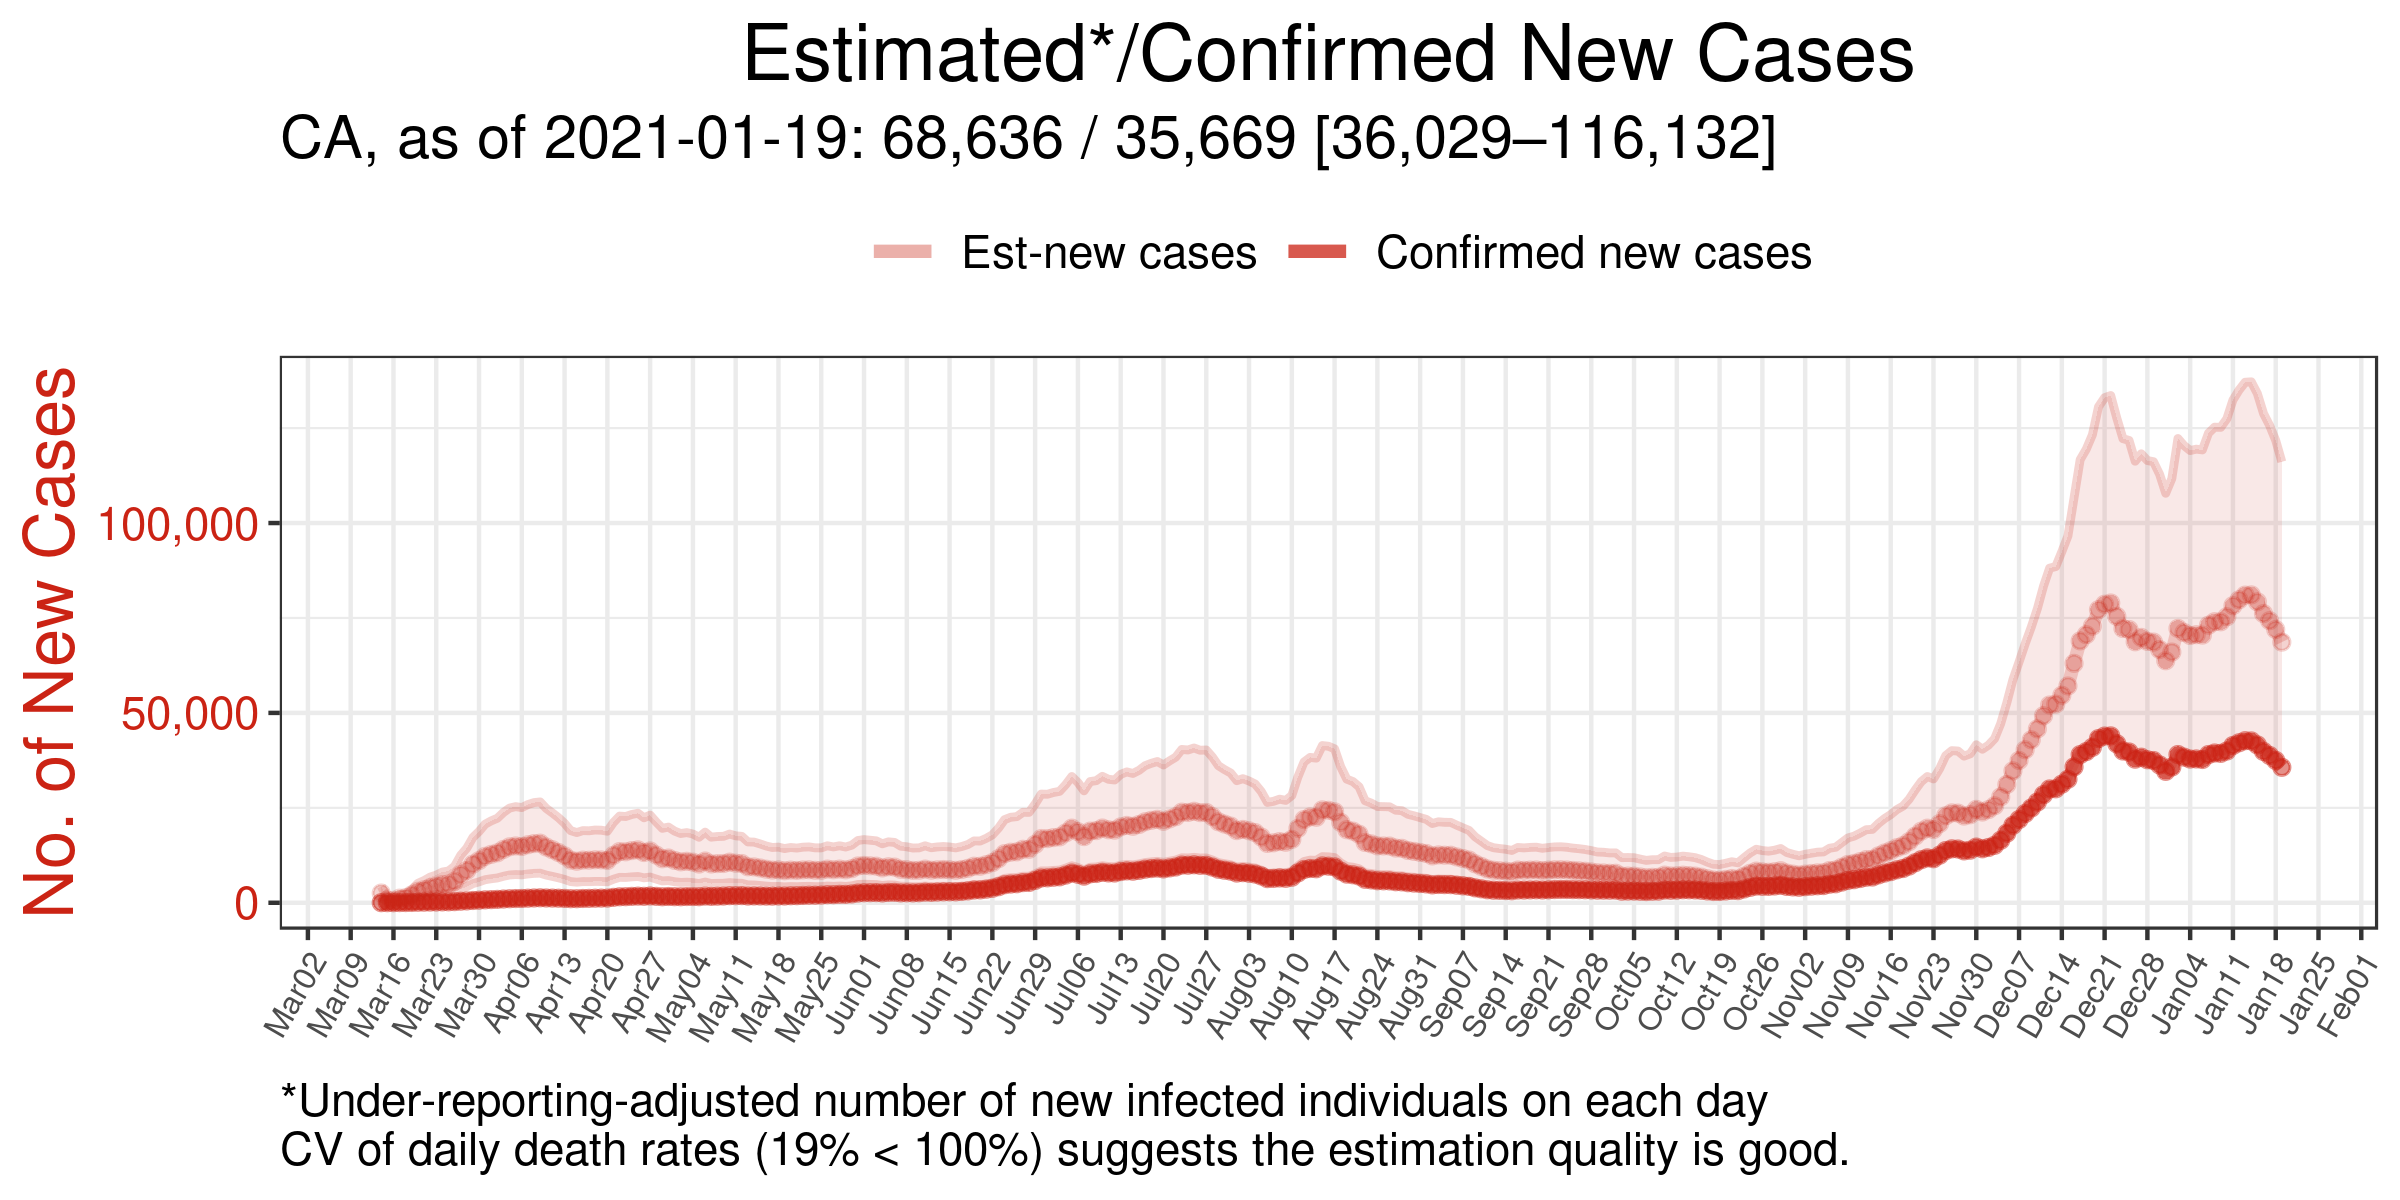 Estimated*/Confirmed New Cases
CA, as of 2021-01-19: 68,636 / 35,669 [36,029–116,132]
Est-new cases
Confirmed new cases
No. of New Cases
100,000
50,000
0
Mar02
Mar09
Mar16
Mar23
Mar30
Apr06
Apr13
Apr20
Apr27
May04
May11
May18
May25
Jun01
Jun08
Jun15
Jun22
Jun29
Jul06
Jul13
Jul20
Jul27
Aug03
Aug10
Aug17
Aug24
Aug31
Sep07
Sep14
Sep21
Sep28
Oct05
Oct12
Oct19
Oct26
Nov02
Nov09
Nov16
Nov23
Nov30
Dec07
Dec14
Dec21
Dec28
Jan04
Jan11
Jan18
Jan25
Feb01
*Under-reporting-adjusted number of new infected individuals on each day
CV of daily death rates (19% < 100%) suggests the estimation quality is good.